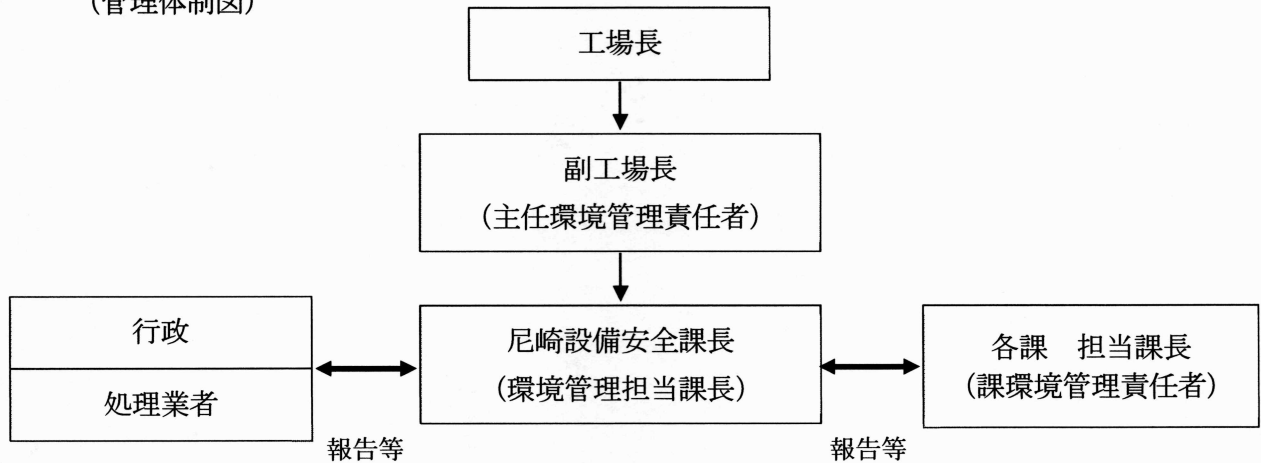 （管理体制図）
工場長
副工場長
（主任環境管理責任者）
行政
処理業者
尼崎設備安全課長
（環境管理担当課長）
各課　担当課長
（課環境管理責任者）
報告等
報告等